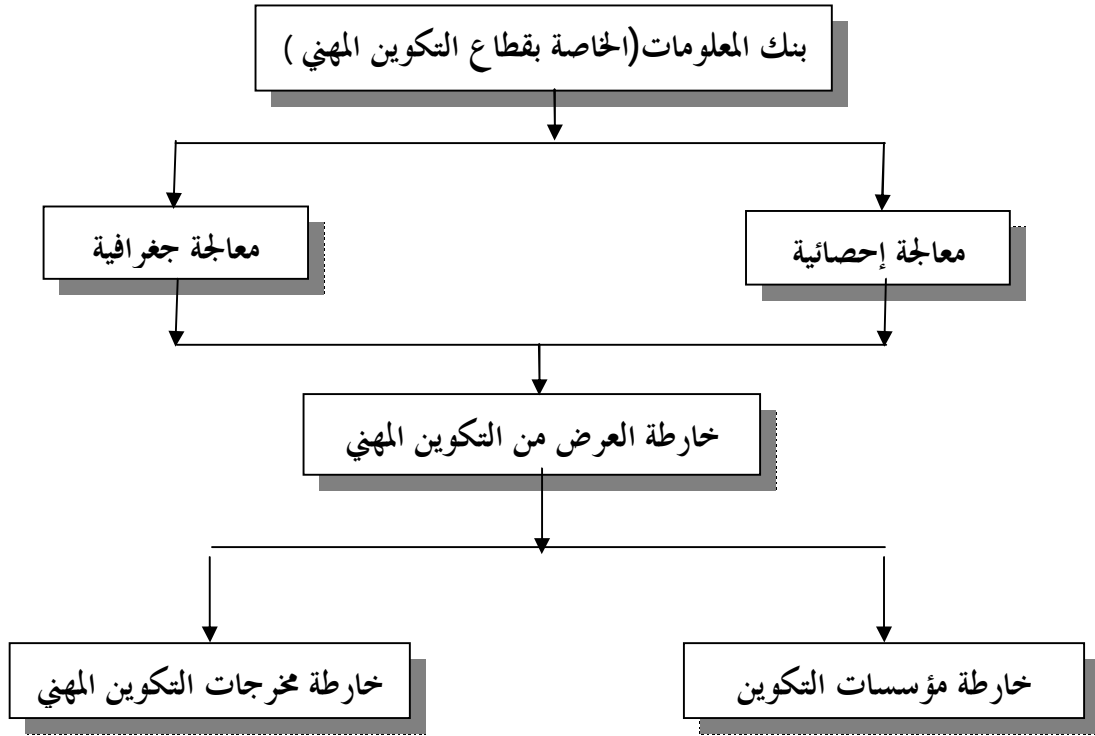 بنك المعلومات(الخاصة بقطاع التكوين المهني )
معالجة إحصائية
معالجة جغرافية
خارطة العرض من التكوين المهني
خارطة مؤسسات التكوين
خارطة مخرجات التكوين المهني